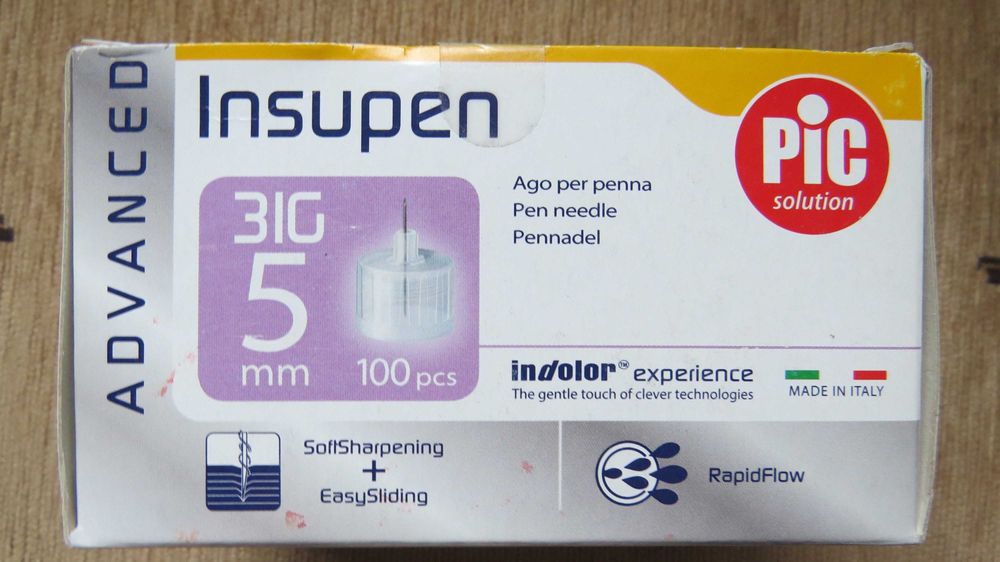 ADVANCED
Insupen
PiC
solution
31G
5
mm
100 pcs
Ago per penna
Pen needle
Pennadel
indolor™ experience
The gentle touch of clever technologies
MADE IN ITALY
SoftSharpening
+
EasySliding
RapidFlow